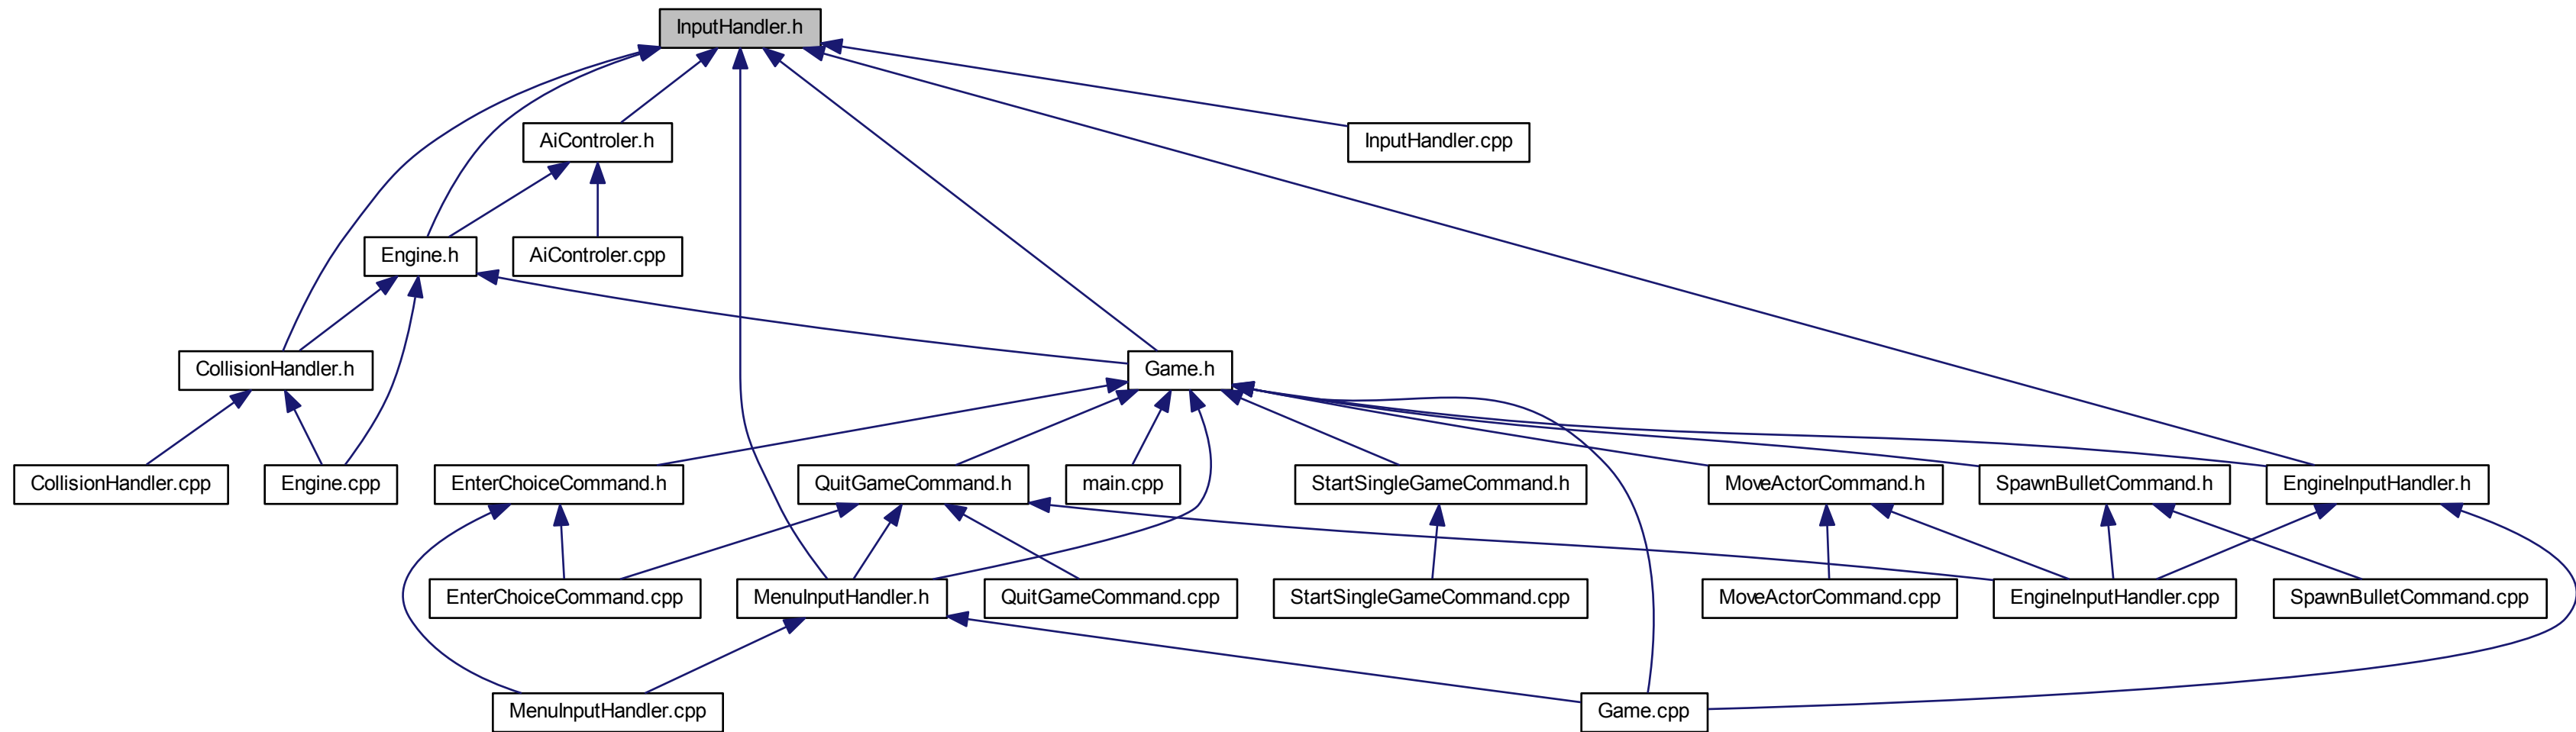 InputHandler.h
AiControler.h
InputHandler.cpp
Engine.h
AiControler.cpp
CollisionHandler.h
Game.h
CollisionHandler.cpp
Engine.cpp
EnterChoiceCommand.h
QuitGameCommand.h
main.cpp
StartSingleGameCommand.h
MoveActorCommand.h
SpawnBulletCommand.h
EngineInputHandler.h
EnterChoiceCommand.cpp
MenuInputHandler.h
QuitGameCommand.cpp
StartSingleGameCommand.cpp
MoveActorCommand.cpp
EngineInputHandler.cpp
SpawnBulletCommand.cpp
MenuInputHandler.cpp
Game.cpp